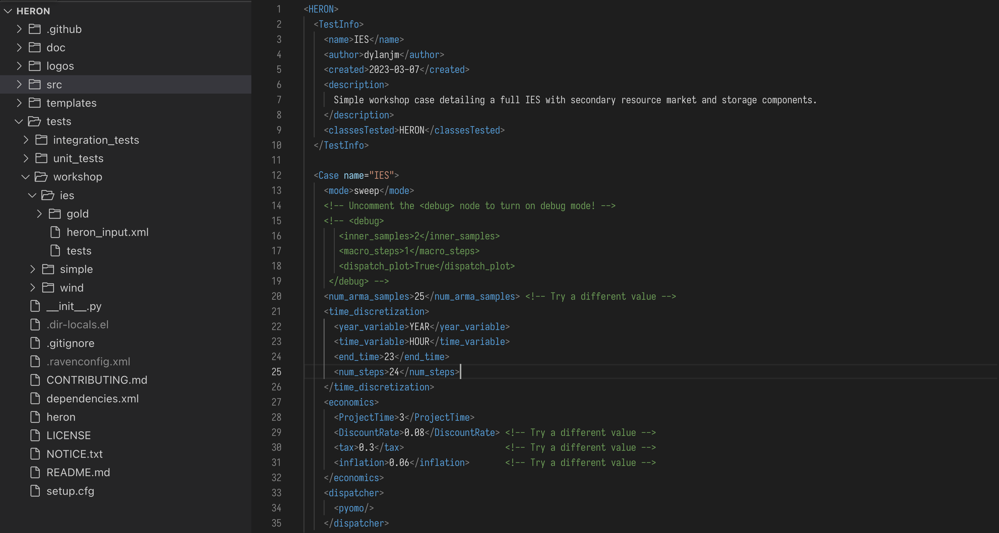 HERON
.github
doc
logos
src
templates
tests
integration_tests
unit_tests
workshop
ies
gold
heron_input.xml
tests
simple
wind
__init__.py
.dir-locals.el
.gitignore
.ravenconfig.xml
CONTRIBUTING.md
dependencies.xml
heron
LICENSE
NOTICE.txt
README.md
setup.cfg
1 <HERON>
2   <TestInfo>
3     <name>IES</name>
4     <author>dylanjm</author>
5     <created>2023-03-07</created>
6     <description>
7       Simple workshop case detailing a full IES with secondary resource market and storage components.
8     </description>
9     <classesTested>HERON</classesTested>
10   </TestInfo>
11
12   <Case name="IES">
13     <mode>sweep</mode>
14     <!-- Uncomment the <debug> node to turn on debug mode! -->
15     <!-- <debug>
16        <inner_samples>2</inner_samples>
17        <macro_steps>1</macro_steps>
18        <dispatch_plot>True</dispatch_plot>
19      </debug> -->
20     <num_arma_samples>25</num_arma_samples> <!-- Try a different value -->
21     <time_discretization>
22       <year_variable>YEAR</year_variable>
23       <time_variable>HOUR</time_variable>
24       <end_time>23</end_time>
25       <num_steps>24</num_steps>
26     </time_discretization>
27     <economics>
28       <ProjectTime>3</ProjectTime>
29       <DiscountRate>0.08</DiscountRate> <!-- Try a different value -->
30       <tax>0.3</tax>                    <!-- Try a different value -->
31       <inflation>0.06</inflation>       <!-- Try a different value -->
32     </economics>
33     <dispatcher>
34       <pyomo/>
35     </dispatcher>